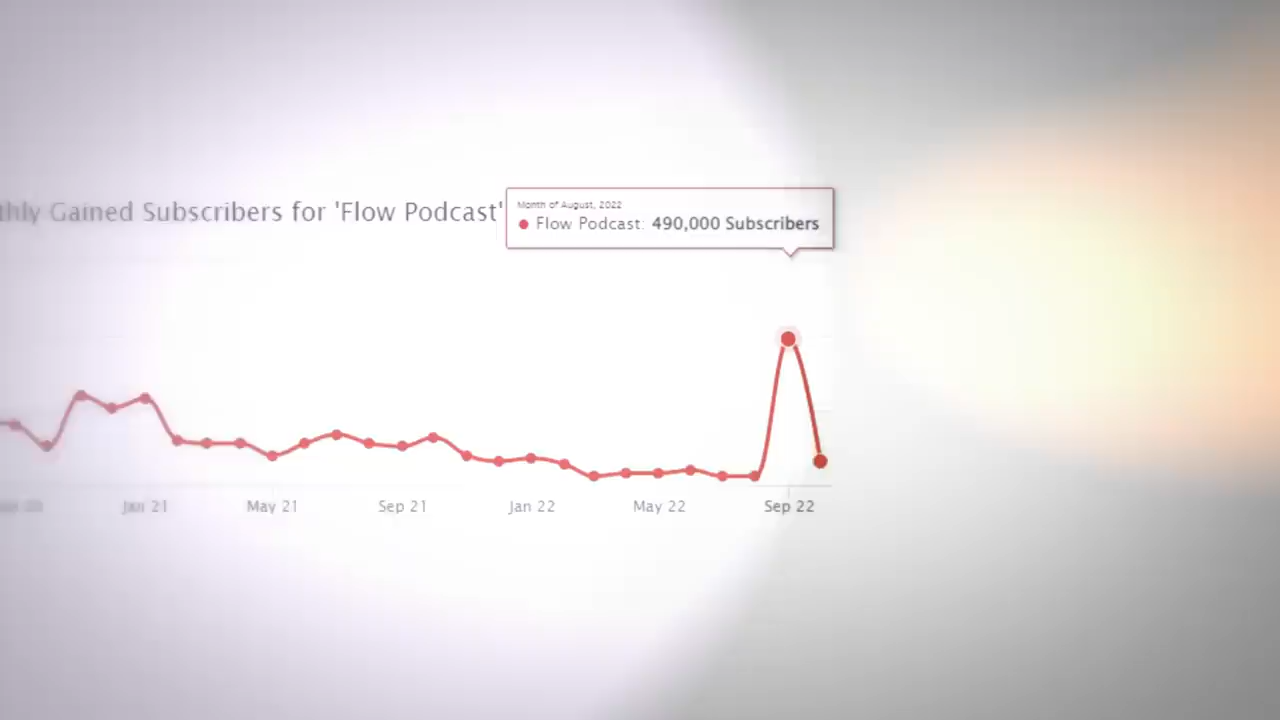 thly Gained Subscribers for 'Flow Podcast'
Month of August, 2022
Flow Podcast: 490,000 Subscribers
Jan 21
May 21
Sep 21
Jan 22
May 22
Sep 22